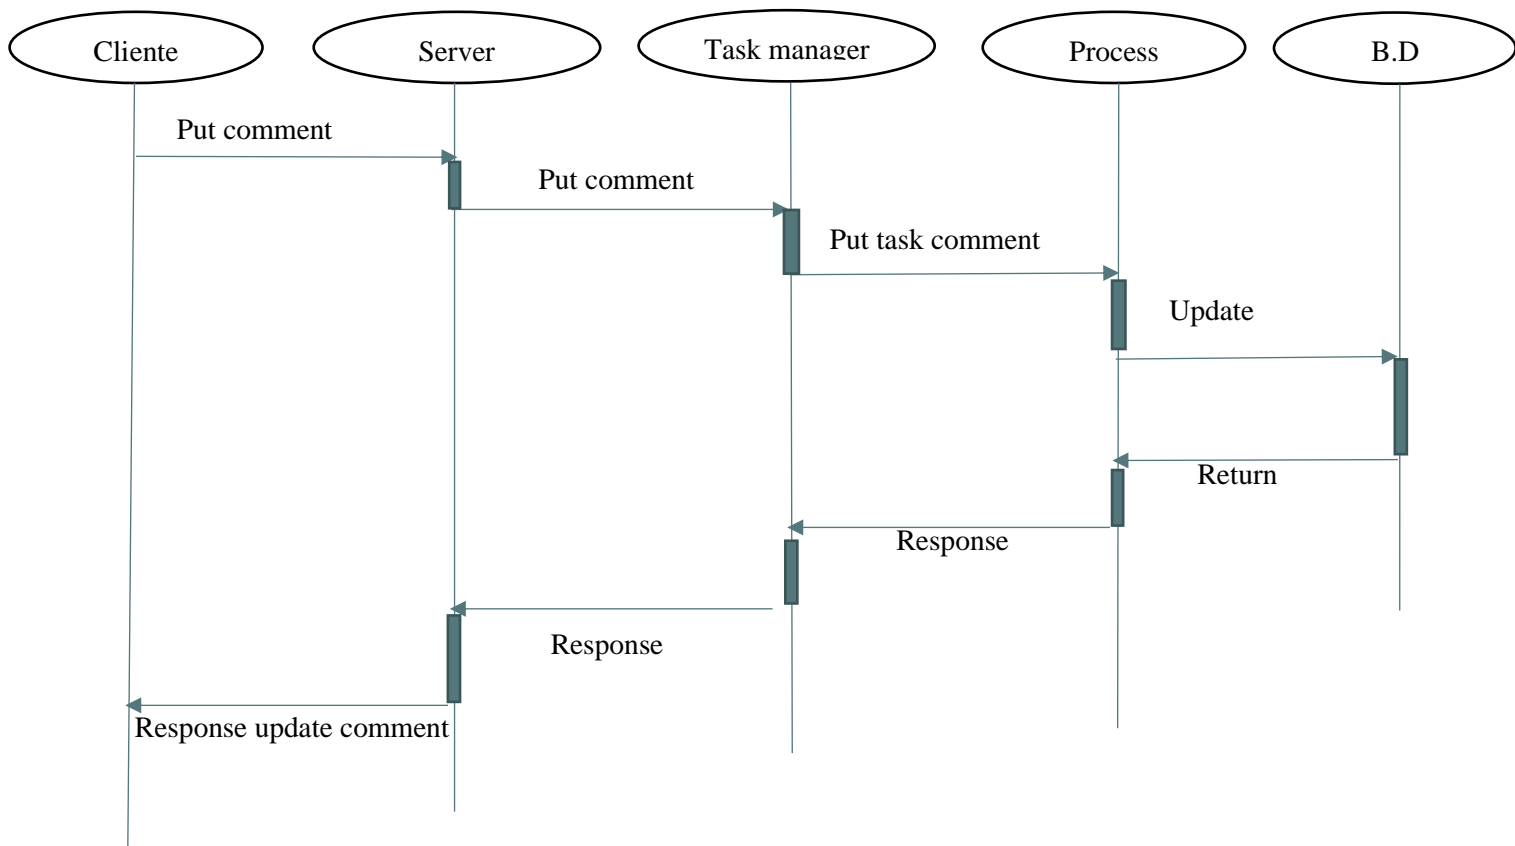 Cliente
Server
Task manager
Process
B.D
Put comment
Put comment
Put task comment
Update
Return
Response
Response
Response update comment